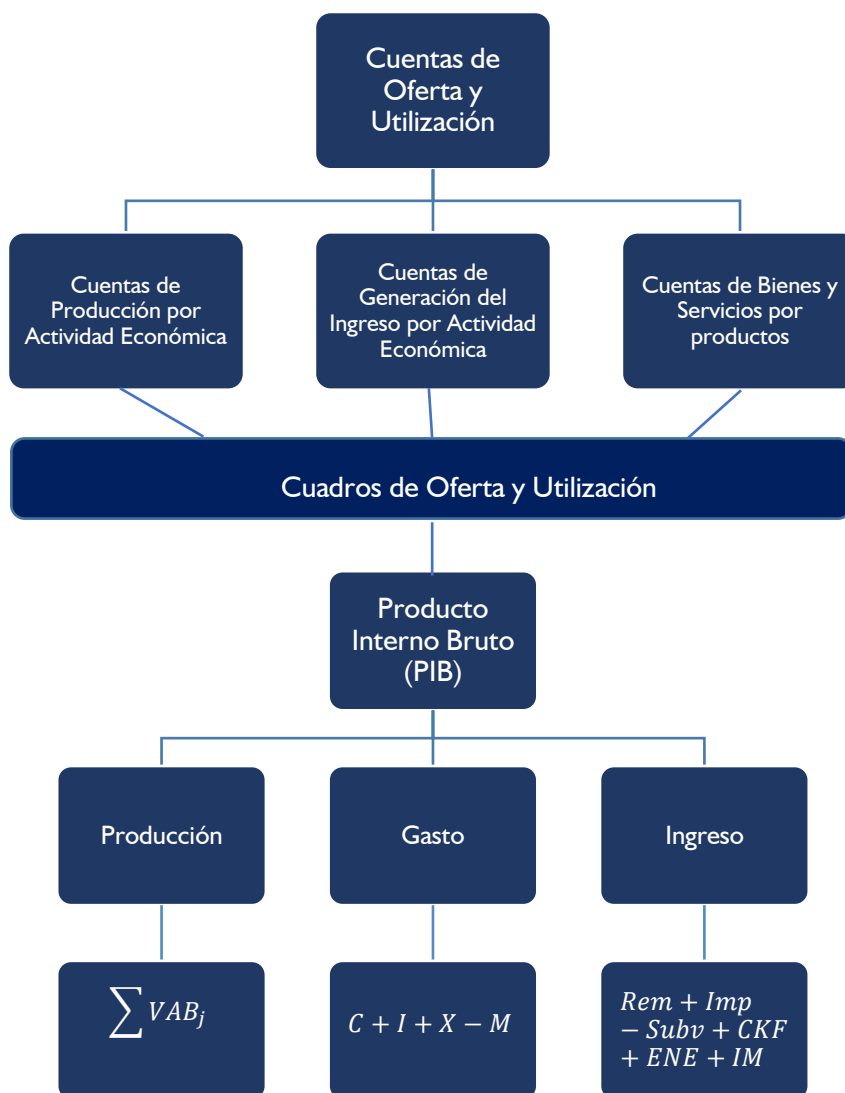 Cuentas de
Oferta y
Utilización
Cuentas de
Producción por
Actividad Económica
Cuentas de
Generación del
Ingreso por Actividad
Económica
Cuentas de Bienes y
Servicios por
productos
Cuadros de Oferta y Utilización
Producto
Interno Bruto
(PIB)
Producción
Gasto
Ingreso
∑ VAB_j
C + I + X − M
Rem + Imp
− Subv + CKF
+ ENE + IM